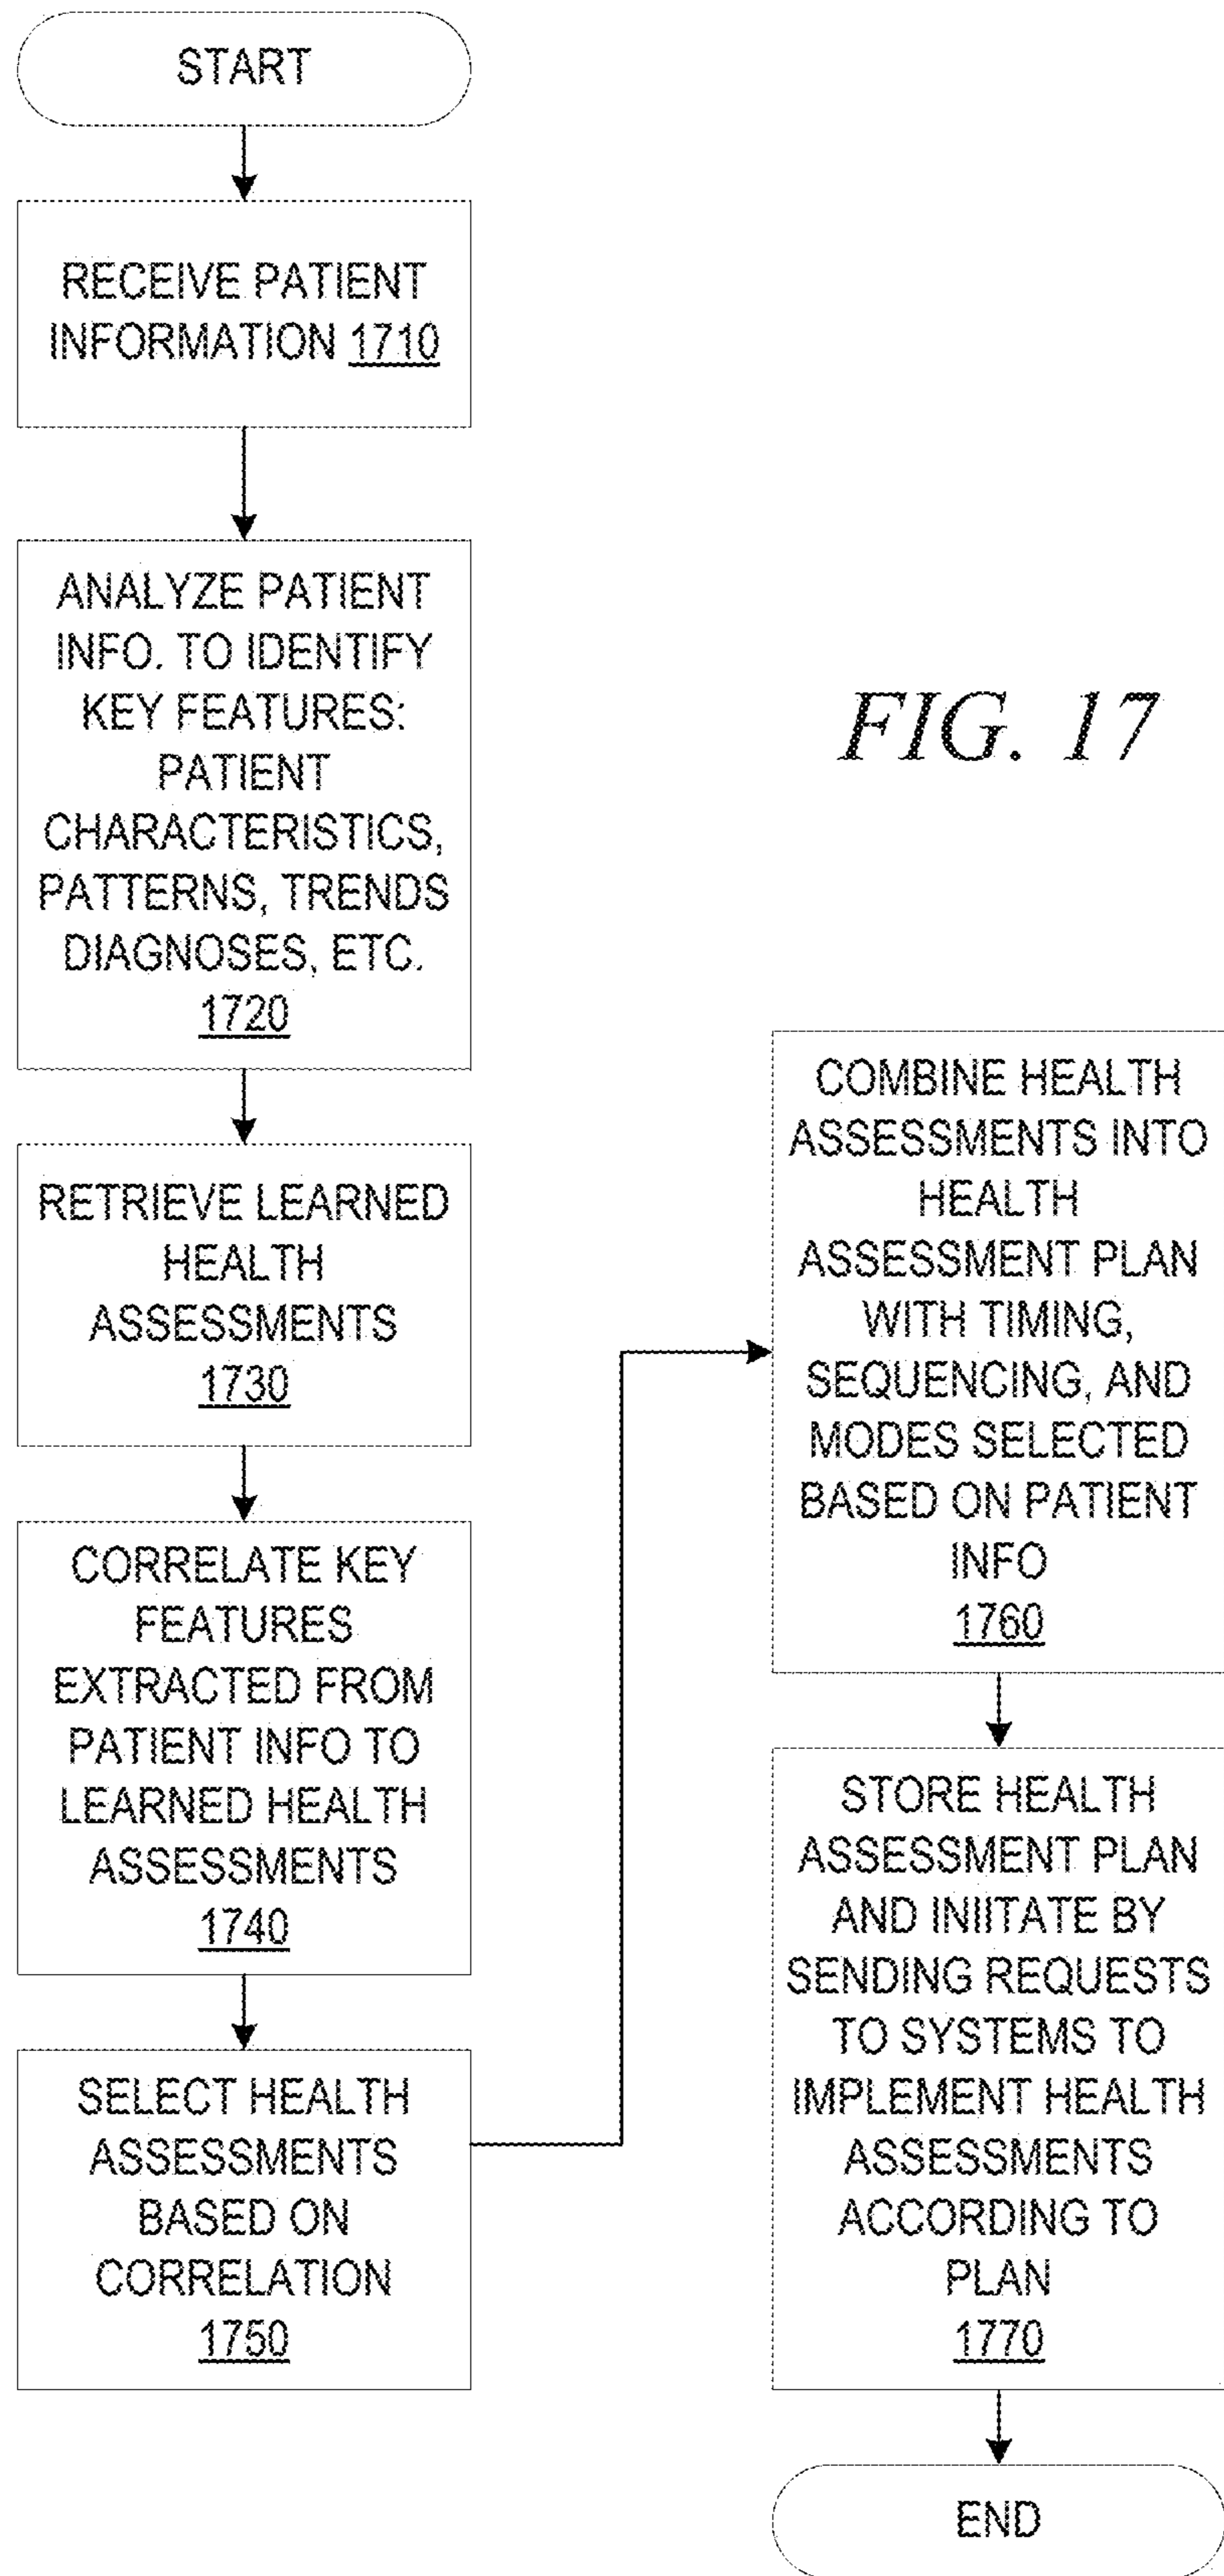 START
RECEIVE PATIENT
INFORMATION 1710
ANALYZE PATIENT
INFO. TO IDENTIFY
KEY FEATURES:
PATIENT
CHARACTERISTICS,
PATTERNS, TRENDS
DIAGNOSES, ETC.
1720
RETRIEVE LEARNED
HEALTH
ASSESSMENTS
1730
CORRELATE KEY
FEATURES
EXTRACTED FROM
PATIENT INFO TO
LEARNED HEALTH
ASSESSMENTS
1740
SELECT HEALTH
ASSESSMENTS
BASED ON
CORRELATION
1750
FIG. 17
COMBINE HEALTH
ASSESSMENTS INTO
HEALTH
ASSESSMENT PLAN
WITH TIMING,
SEQUENCING, AND
MODES SELECTED
BASED ON PATIENT
INFO
1760
STORE HEALTH
ASSESSMENT PLAN
AND INIITATE BY
SENDING REQUESTS
TO SYSTEMS TO
IMPLEMENT HEALTH
ASSESSMENTS
ACCORDING TO
PLAN
1770
END